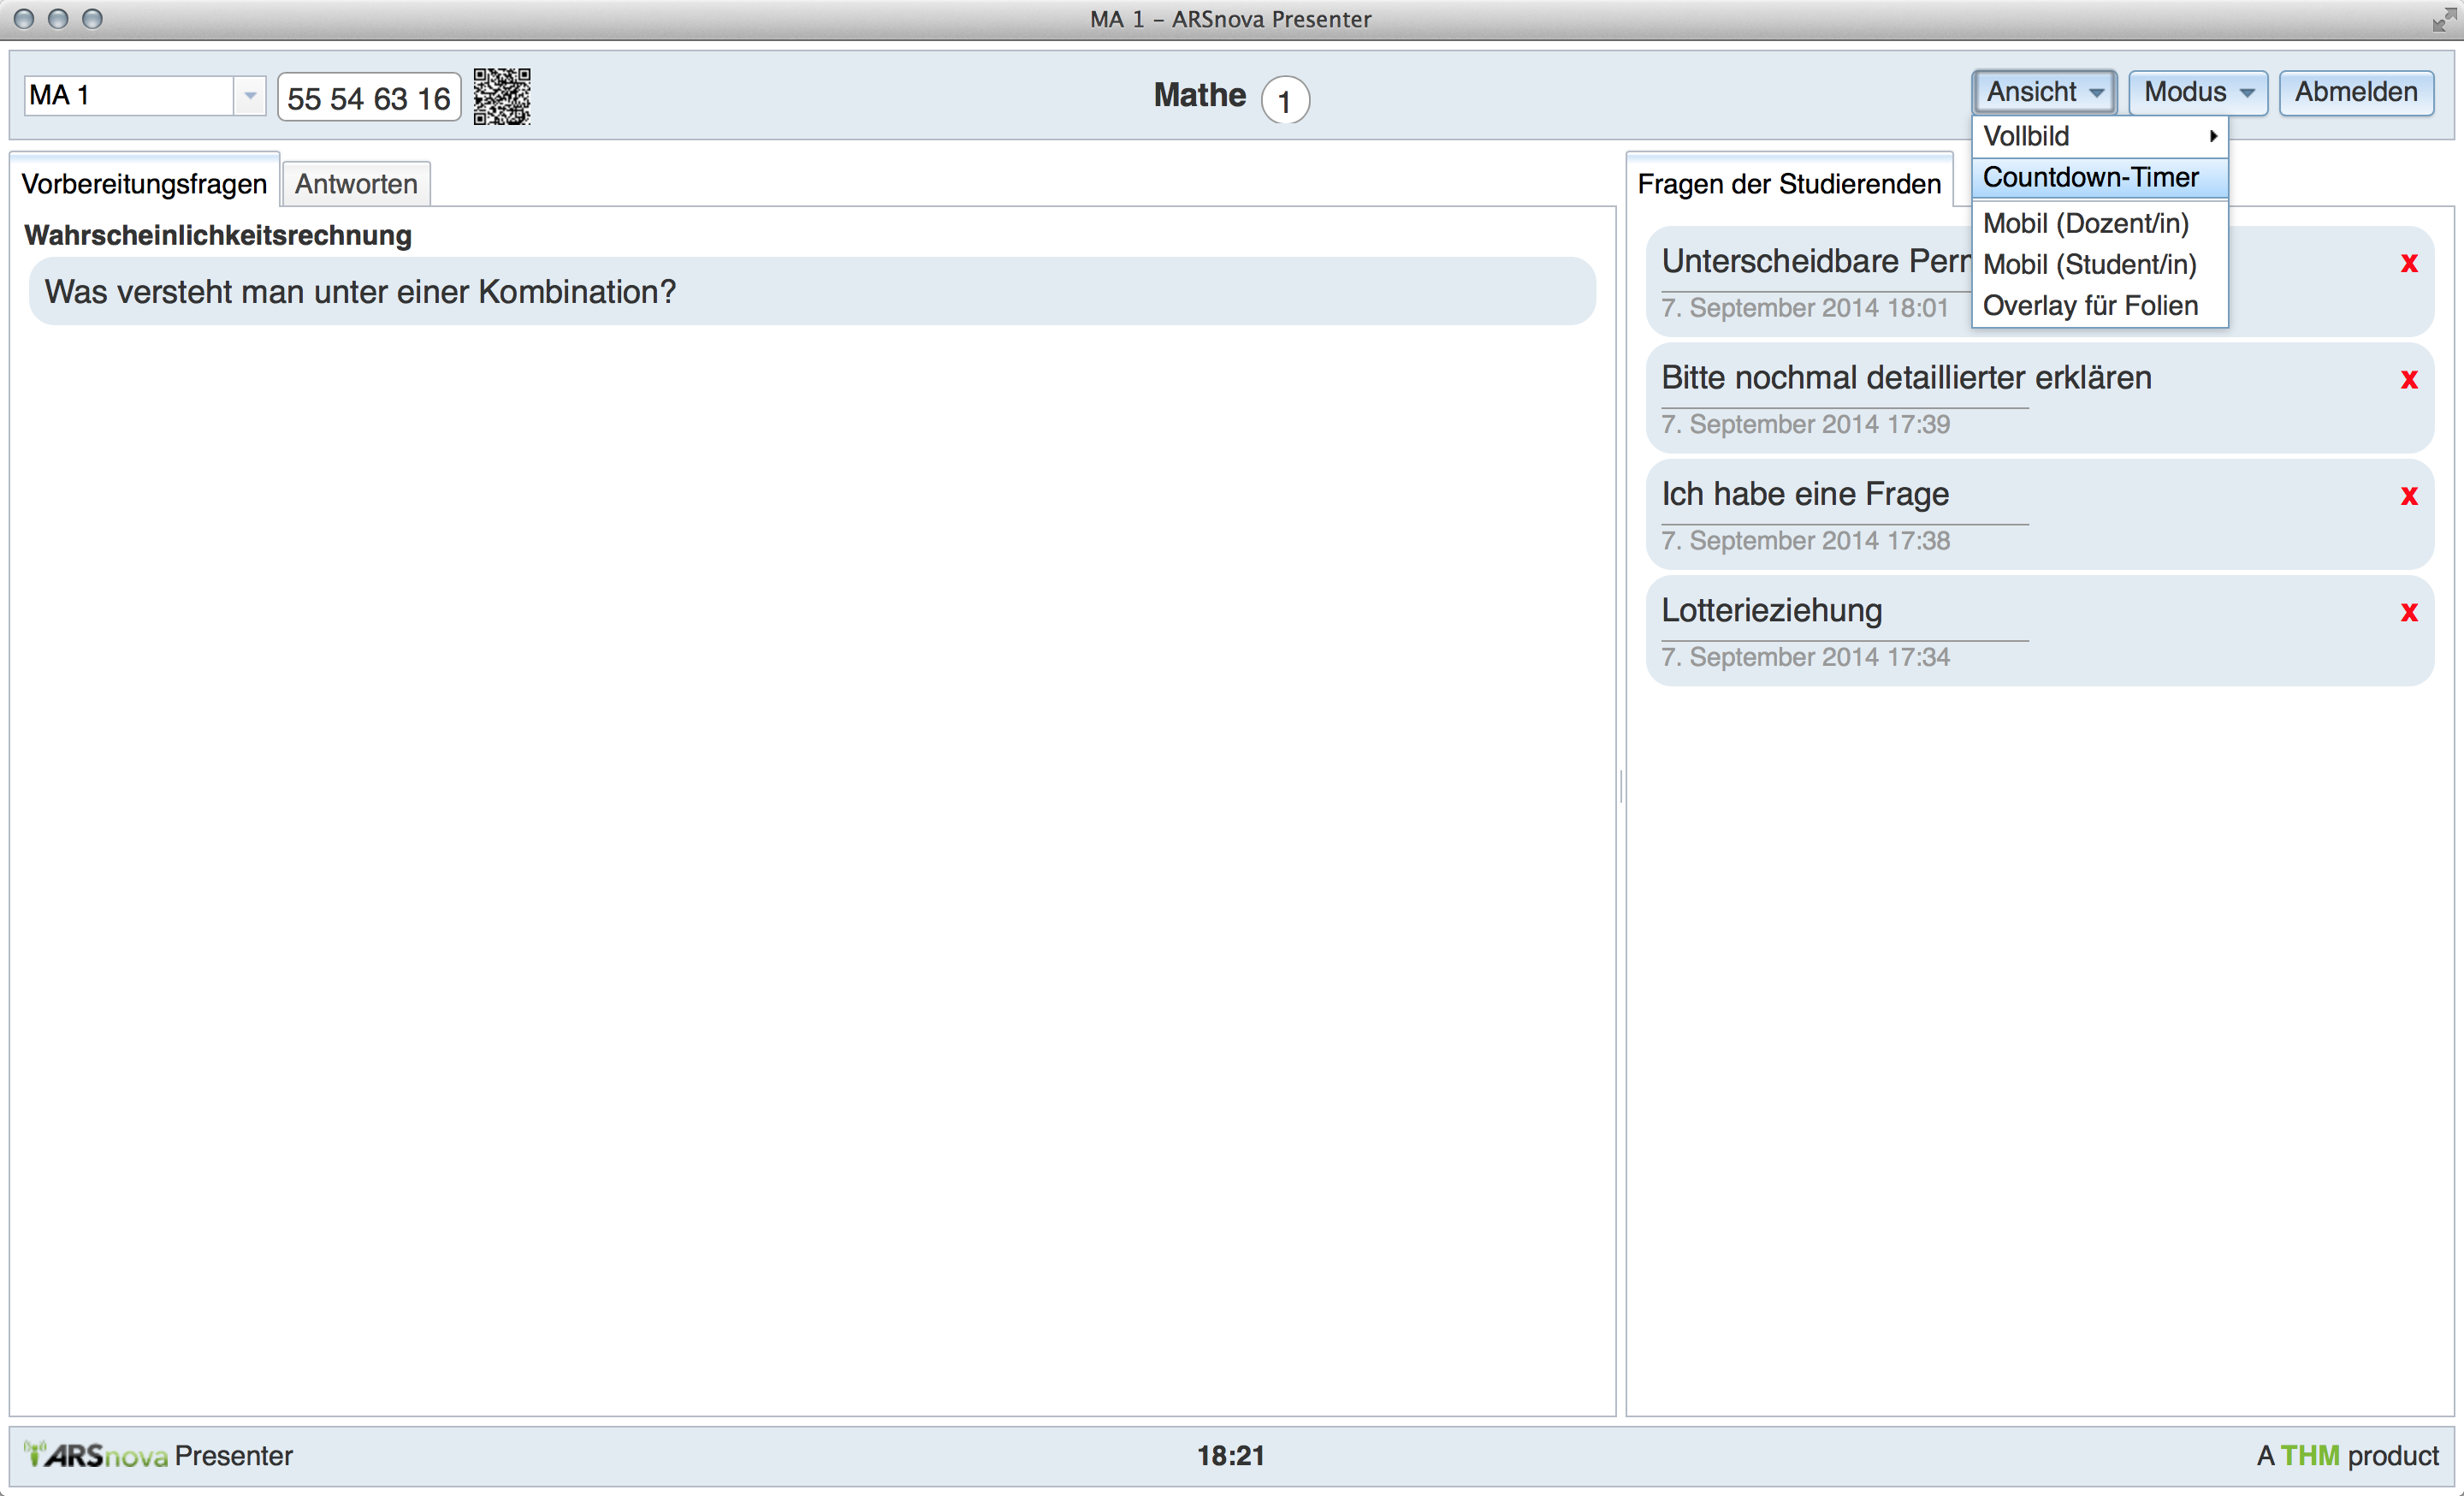 MA 1 – ARSnova Presenter
MA 1
55 54 63 16
Mathe 1
Ansicht
Modus
Abmelden
Vollbild
Countdown-Timer
Mobil (Dozent/in)
Mobil (Student/in)
Overlay für Folien
Vorbereitungsfragen
Antworten
Wahrscheinlichkeitsrechnung
Was versteht man unter einer Kombination?
Fragen der Studierenden
Unterscheidbare
x
7. September 2014 18:01
Bitte nochmal detaillierter erklären
x
7. September 2014 17:39
Ich habe eine Frage
x
7. September 2014 17:38
Lotterieziehung
x
7. September 2014 17:34
ARSnova Presenter
18:21
A THM product